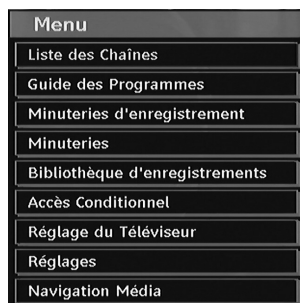 Menu
Liste des Chaînes
Guide des Programmes
Minuteries d'enregistrement
Minuteries
Bibliothèque d'enregistrements
Accès Conditionnel
Réglage du Téléviseur
Réglages
Navigation Média